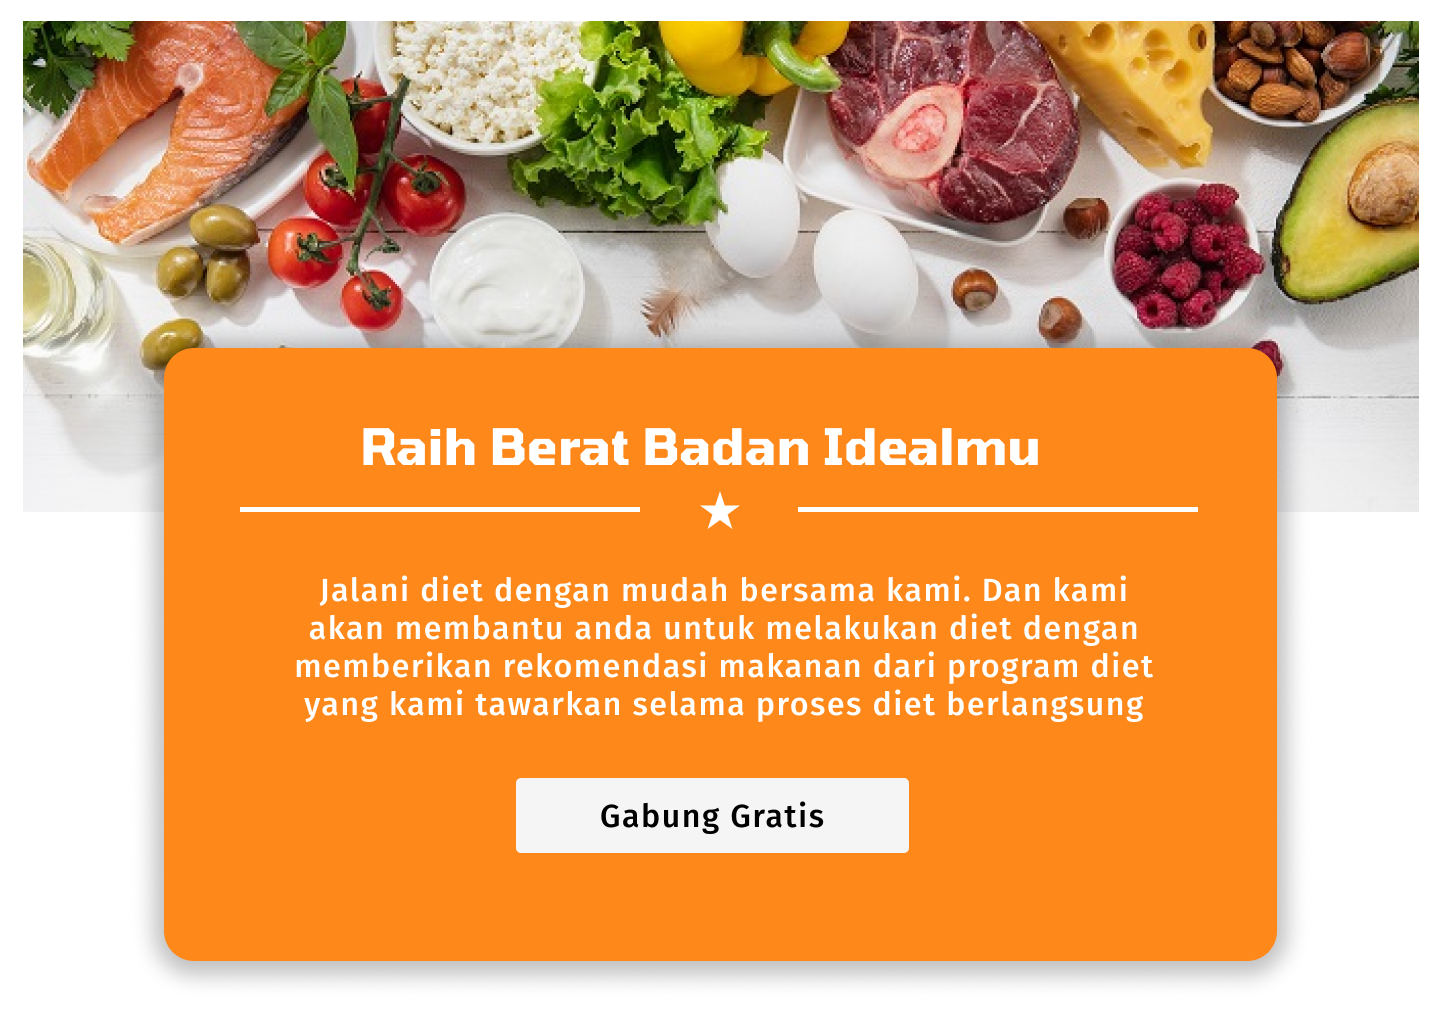 Raih Berat Badan Idealmu
Jalani diet dengan mudah bersama kami. Dan kami
akan membantu anda untuk melakukan diet dengan
memberikan rekomendasi makanan dari program diet
yang kami tawarkan selama proses diet berlangsung
Gabung Gratis